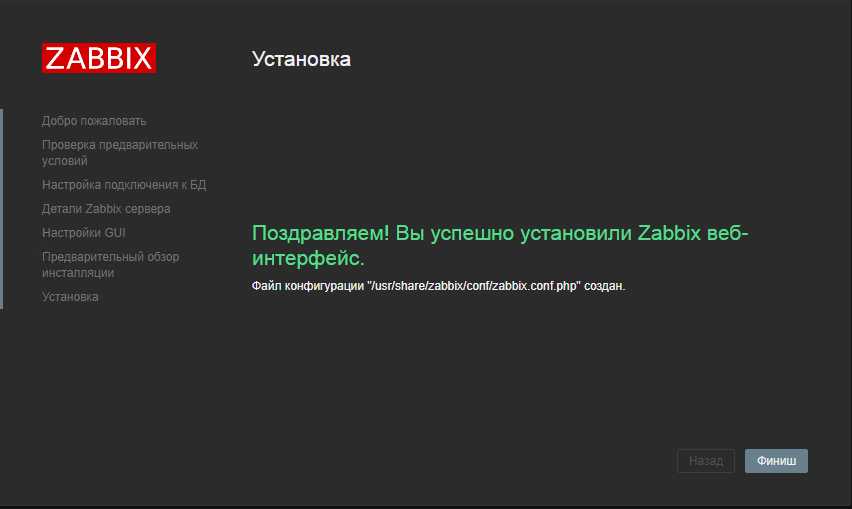 ZABBIX
Установка
Добро пожаловать
Проверка предварительных
условий
Настройка подключения к БД
Детали Zabbix сервера
Настройки GUI
Предварительный обзор
инсталляции
Установка
Поздравляем! Вы успешно установили Zabbix веб-
интерфейс.
Файл конфигурации "/usr/share/zabbix/conf/zabbix.conf.php" создан.
Назад
Финиш